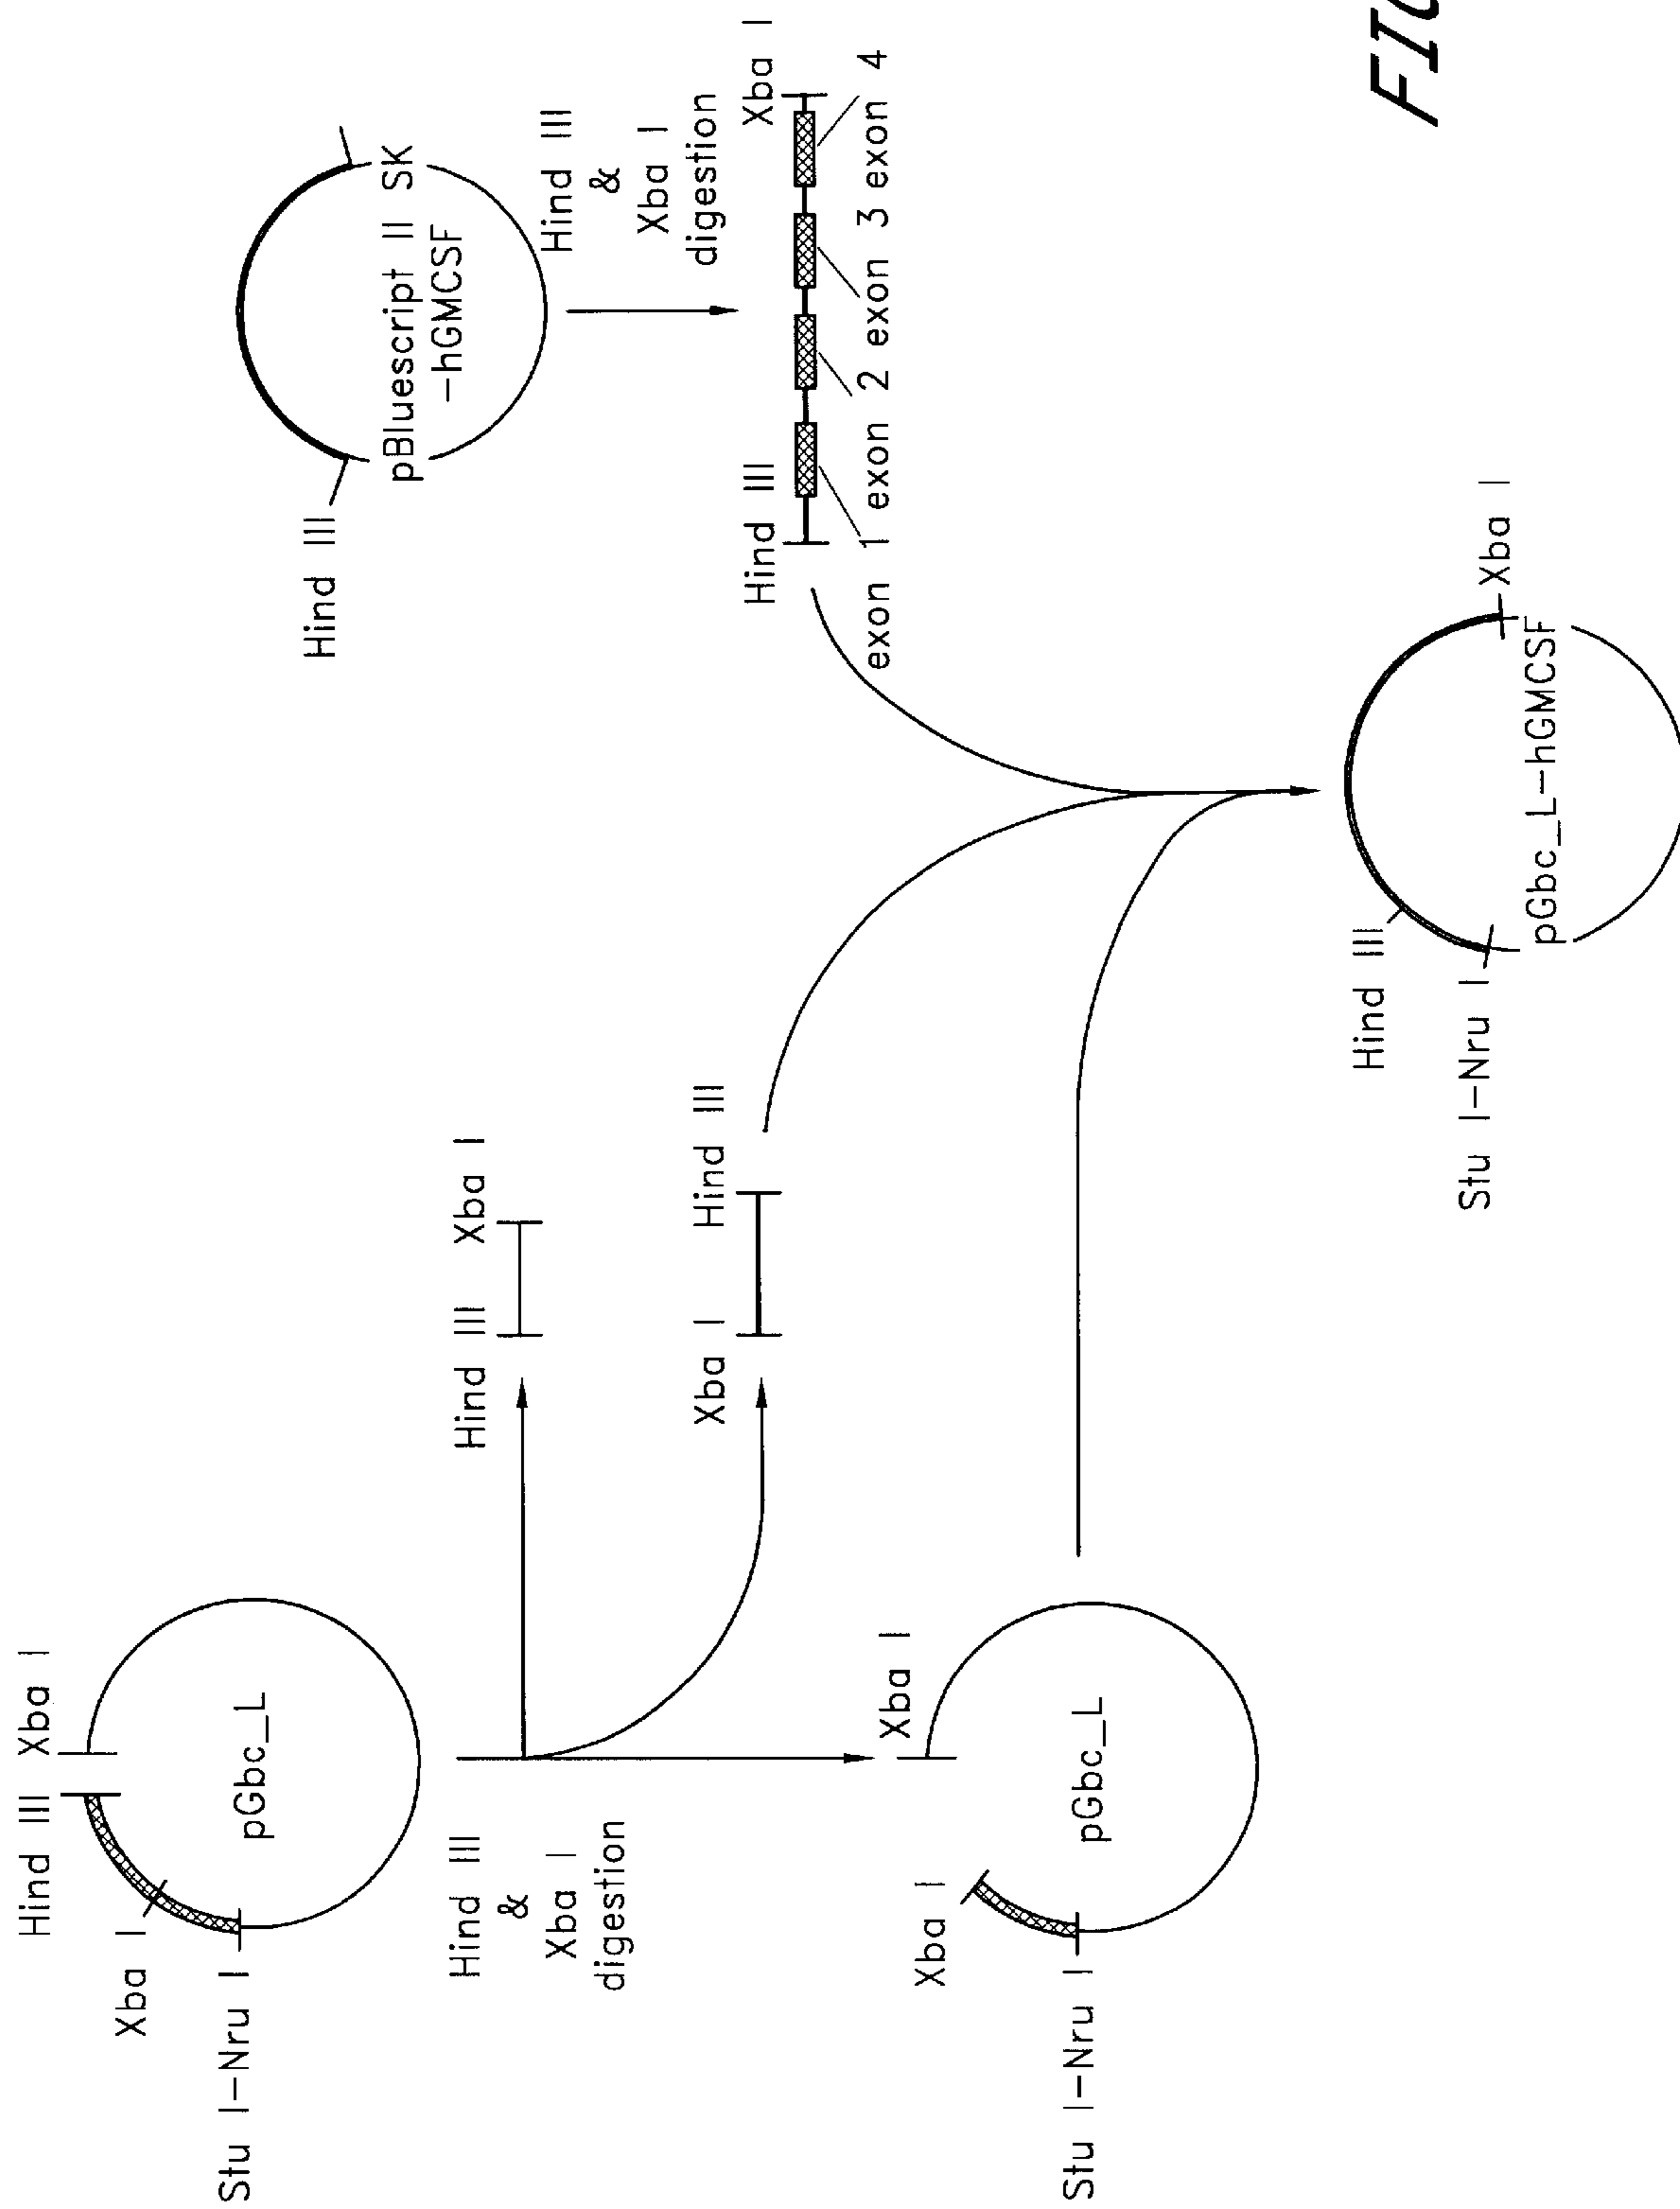 Hind III
Xba I
Xba I
Stu I-Nru I
pGbc_L
Hind III
&
Xba I
digestion
Hind III
Xba I
Xba I
Hind III
Xba I
Xba I
Stu I-Nru I
pGbc_L
Hind III
pBluescript II SK
-hGMCSF
Hind III
&
Xba I
digestion
Hind III
Xba I
exon 1 exon 2 exon 3 exon 4
Hind III
Stu I-Nru I
Xba I
pGbc_L-hGMCSF